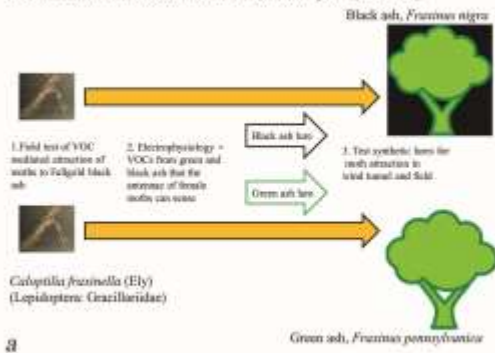 Black ash, Fraxinus nigra
1.Field test of VOC
mediated attraction of
moths to Fallgold black
ash
2. Electrophysiology =
VOCs from green and
black ash that the
antennae of female
moths can sense
Black ash lure
Green ash lure
3. Test synthetic lures for
moth attraction in
wind tunnel and field
Caloptilia fraxinella (Ely)
(Lepidoptera: Gracillariidae)
Green ash, Fraxinus pennsylvanica
a